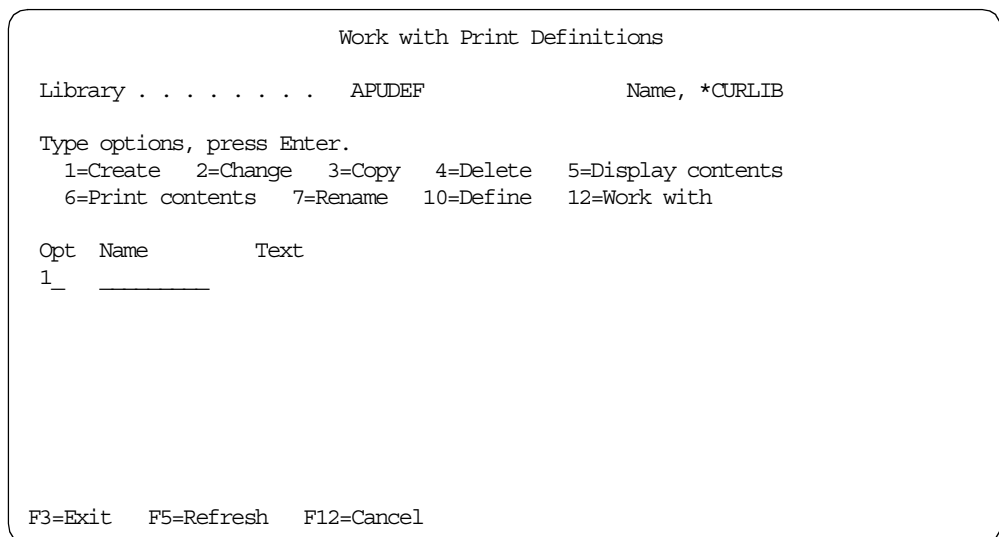 Work with Print Definitions
Library . . . . . . . . APUDEF Name, *CURLIB
Type options, press Enter.
1=Create 2=Change 3=Copy 4=Delete 5=Display contents
6=Print contents 7=Rename 10=Define 12=Work with
Opt Name Text
1_ _________
F3=Exit F5=Refresh F12=Cancel